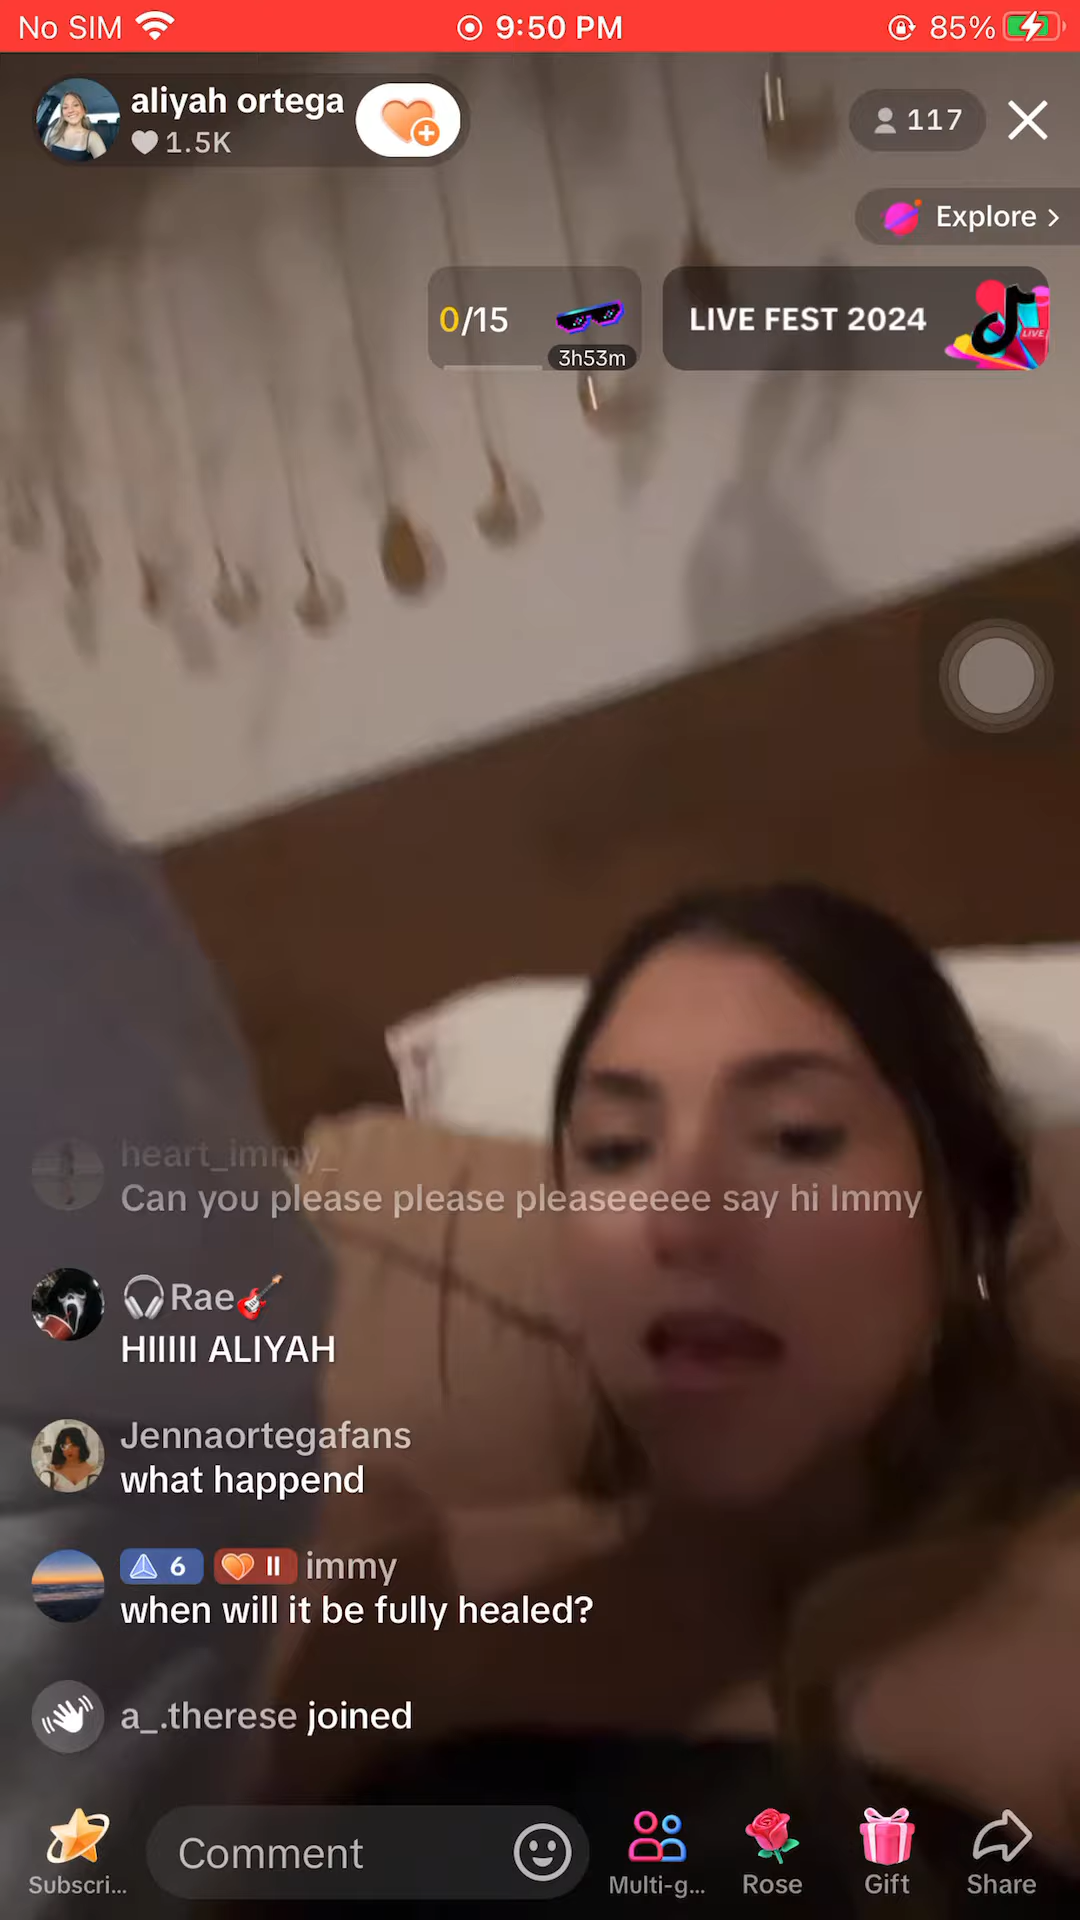 No SIM 9:50 PM 85%
aliyah ortega
1.5K
117
Explore >
0/15
3h53m
LIVE FEST 2024
LIVE
heart_immy_
Can you please please pleaseeeee say hi Immy
🎧Rae🎸
HIIIII ALIYAH
Jennaortegafans
what happend
6 II immy
when will it be fully healed?
a_.therese joined
Comment
Subscri...
Multi-g...
Rose
Gift
Share